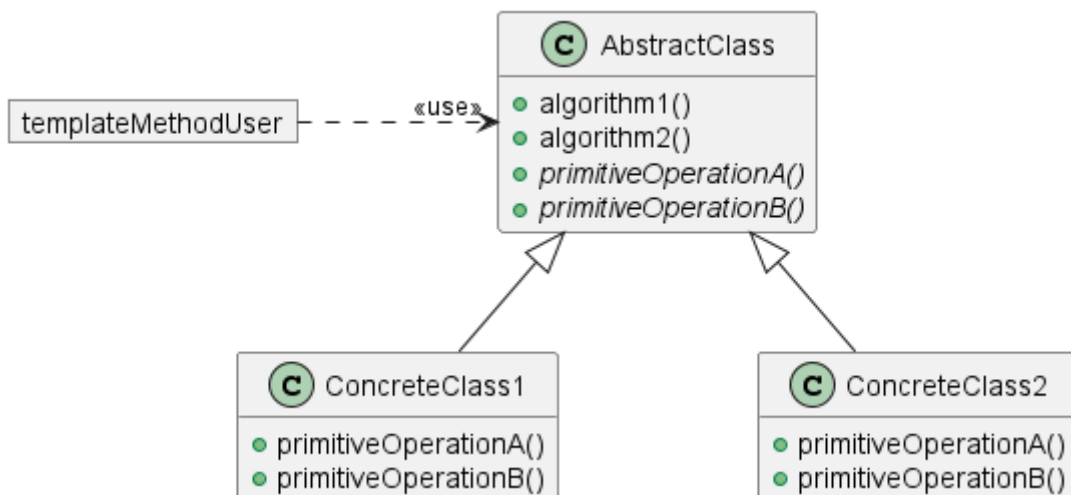 C AbstractClass
templateMethodUser
«use»
algorithm1()
algorithm2()
primitiveOperationA()
primitiveOperationB()
C ConcreteClass1
primitiveOperationA()
primitiveOperationB()
C ConcreteClass2
primitiveOperationA()
primitiveOperationB()